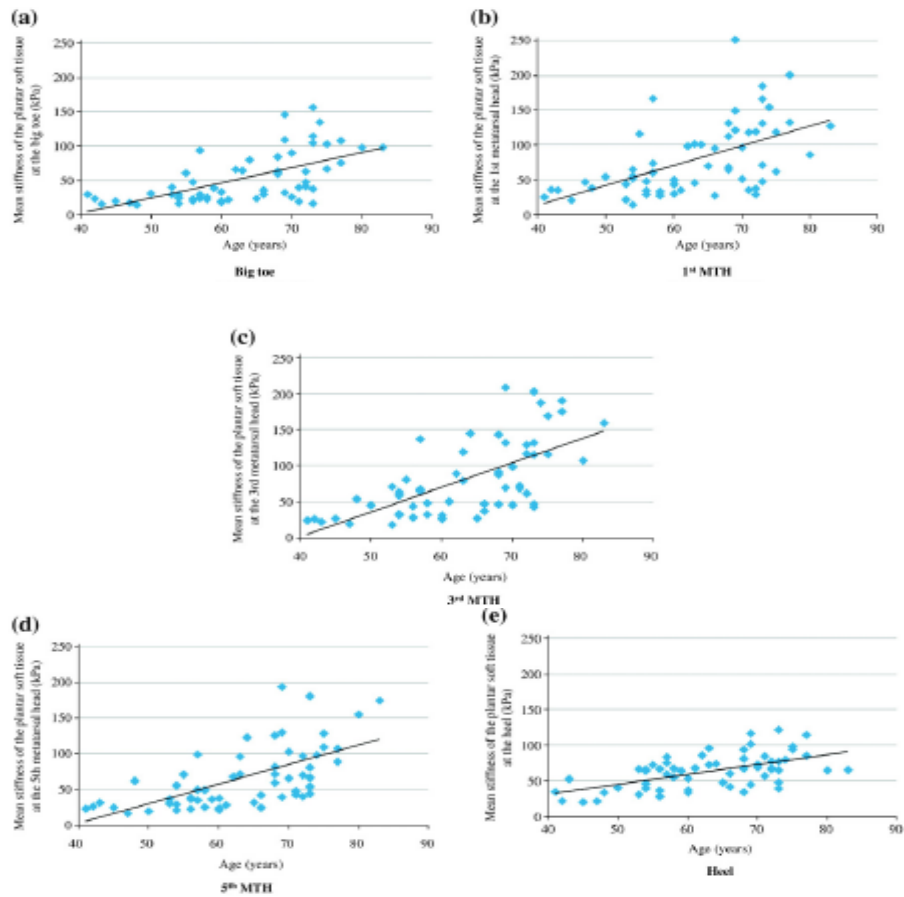 (a)
Mean stiffness of the plantar soft tissue
at the big toe (kPa)
250
200
150
100
50
0
40 50 60 70 80 90
Age (years)
Big toe
(b)
Mean stiffness of the plantar soft tissue
at the 1st metatarsal head (kPa)
250
200
150
100
50
0
40 50 60 70 80 90
Age (years)
1st MTH
(c)
Mean stiffness of the plantar soft tissue
at the 3rd metatarsal head (kPa)
250
200
150
100
50
0
40 50 60 70 80 90
Age (years)
3rd MTH
(d)
Mean stiffness of the plantar soft tissue
at the 5th metatarsal head (kPa)
250
200
150
100
50
0
40 50 60 70 80 90
Age (years)
5th MTH
(e)
Mean stiffness of the plantar soft tissue
at the heel (kPa)
250
200
150
100
50
0
40 50 60 70 80 90
Age (years)
Heel